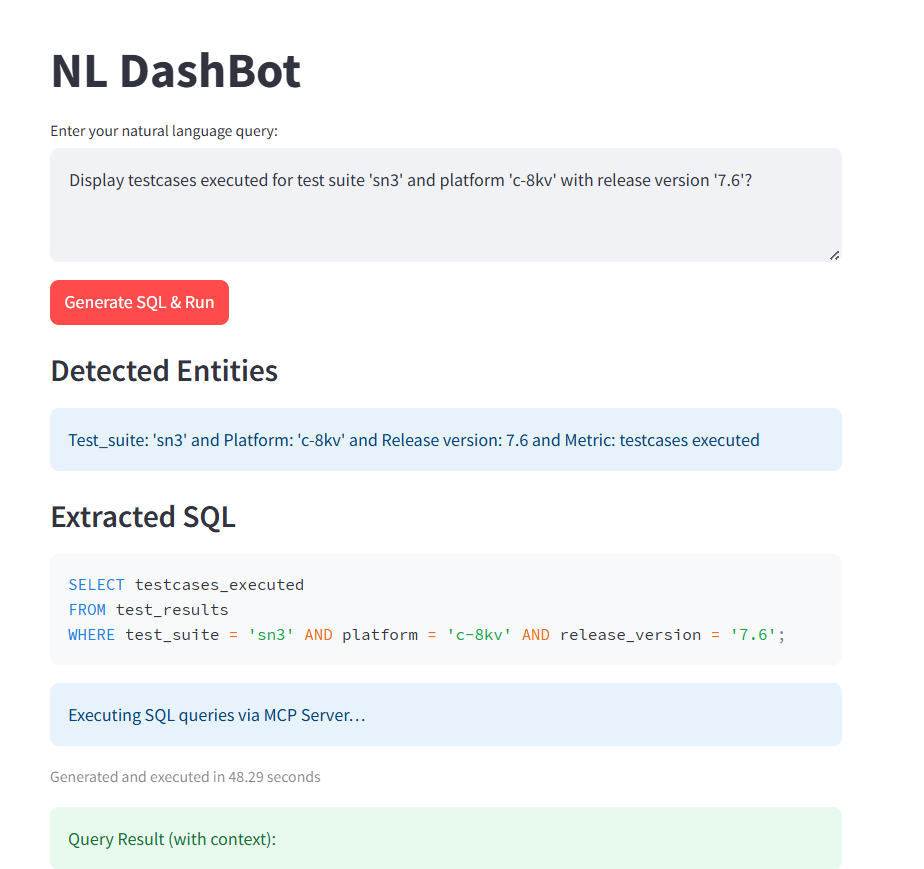 NL DashBot
Enter your natural language query:
Display testcases executed for test suite 'sn3' and platform 'c-8kv' with release version '7.6'?
Generate SQL & Run
Detected Entities
Test_suite: 'sn3' and Platform: 'c-8kv' and Release version: 7.6 and Metric: testcases executed
Extracted SQL
SELECT testcases_executed
FROM test_results
WHERE test_suite = 'sn3' AND platform = 'c-8kv' AND release_version = '7.6';
Executing SQL queries via MCP Server...
Generated and executed in 48.29 seconds
Query Result (with context):